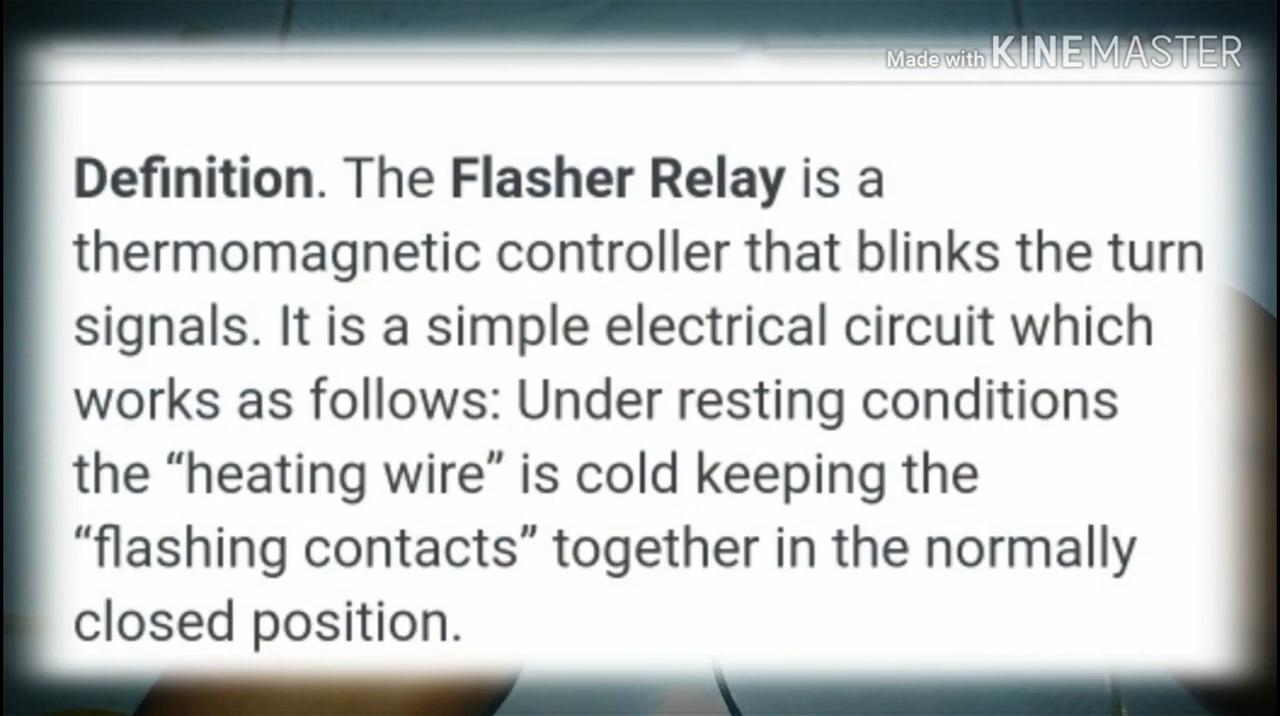 Made with KINEMASTER
Definition. The Flasher Relay is a
thermomagnetic controller that blinks the turn
signals. It is a simple electrical circuit which
works as follows: Under resting conditions
the “heating wire” is cold keeping the
“flashing contacts” together in the normally
closed position.